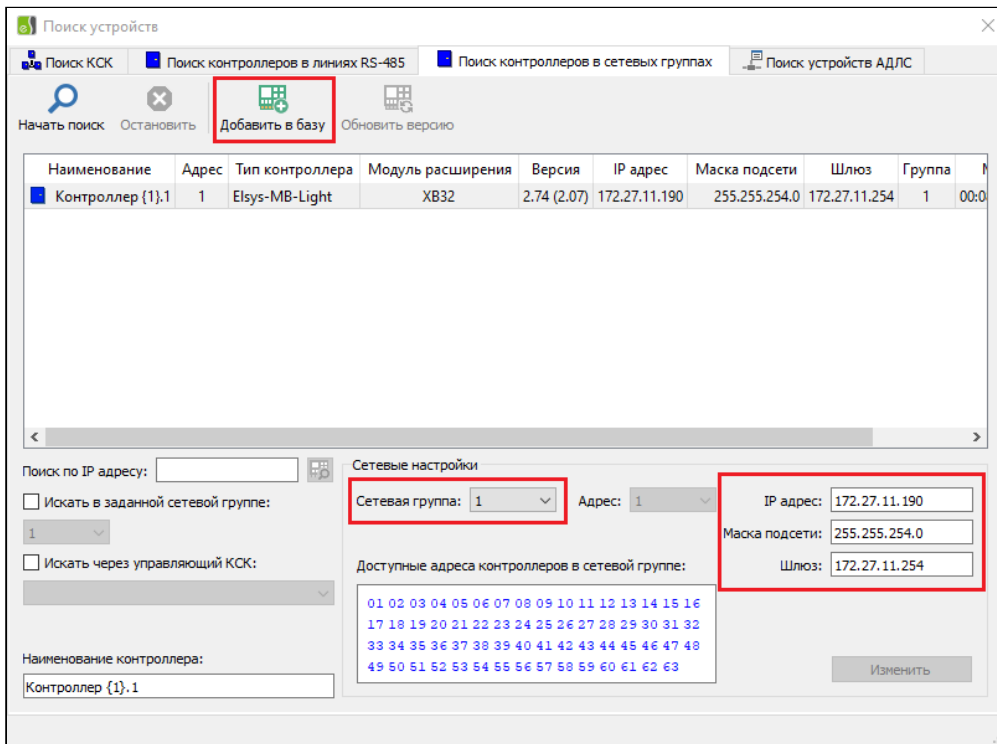 Поиск устройств
Поиск КСК Поиск контроллеров в линиях RS-485 Поиск контроллеров в сетевых группах Поиск устройств АДЛС
Начать поиск Остановить Добавить в базу Обновить версию
Наименование Адрес Тип контроллера Модуль расширения Версия IP адрес Маска подсети Шлюз Группа
Контроллер {1}.1 1 Elsys-MB-Light XB32 2.74 (2.07) 172.27.11.190 255.255.254.0 172.27.11.254 1 00:0
Поиск по IP адресу:
Искать в заданной сетевой группе:
1
Искать через управляющий КСК:
Наименование контроллера:
Контроллер {1}.1
Сетевые настройки
Сетевая группа: 1 Адрес: 1
IP адрес: 172.27.11.190
Маска подсети: 255.255.254.0
Шлюз: 172.27.11.254
Доступные адреса контроллеров в сетевой группе:
01 02 03 04 05 06 07 08 09 10 11 12 13 14 15 16
17 18 19 20 21 22 23 24 25 26 27 28 29 30 31 32
33 34 35 36 37 38 39 40 41 42 43 44 45 46 47 48
49 50 51 52 53 54 55 56 57 58 59 60 61 62 63
Изменить